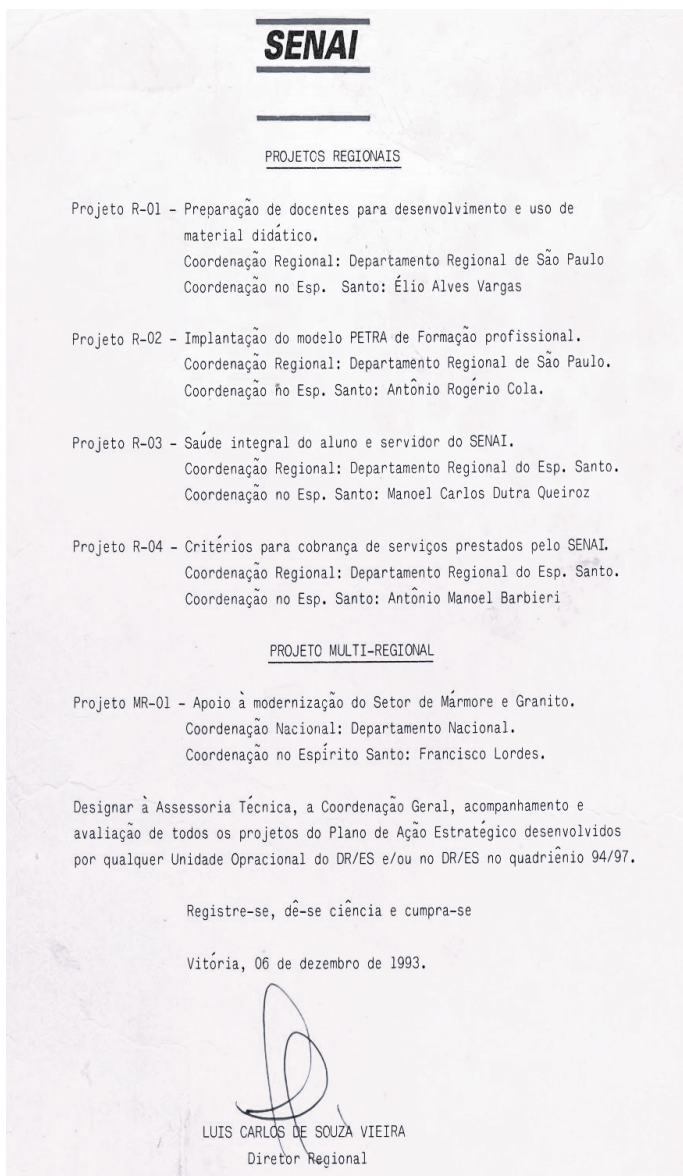 SENAI
PROJETOS REGIONAIS
Projeto R-01 - Preparação de docentes para desenvolvimento e uso de
material didático.
Coordenação Regional: Departamento Regional de São Paulo
Coordenação no Esp. Santo: Élio Alves Vargas
Projeto R-02 - Implantação do modelo PETRA de Formação profissional.
Coordenação Regional: Departamento Regional de São Paulo.
Coordenação no Esp. Santo: Antônio Rogério Cola.
Projeto R-03 - Saúde integral do aluno e servidor do SENAI.
Coordenação Regional: Departamento Regional do Esp. Santo.
Coordenação no Esp. Santo: Manoel Carlos Dutra Queiroz
Projeto R-04 - Critérios para cobrança de serviços prestados pelo SENAI.
Coordenação Regional: Departamento Regional do Esp. Santo.
Coordenação no Esp. Santo: Antônio Manoel Barbieri
PROJETO MULTI-REGIONAL
Projeto MR-01 - Apoio à modernização do Setor de Mármore e Granito.
Coordenação Nacional: Departamento Nacional.
Coordenação no Espírito Santo: Francisco Lordes.
Designar à Assessoria Técnica, a Coordenação Geral, acompanhamento e
avaliação de todos os projetos do Plano de Ação Estratégico desenvolvidos
por qualquer Unidade Opracional do DR/ES e/ou no DR/ES no quadriênio 94/97.
Registre-se, dê-se ciência e cumpra-se
Vitória, 06 de dezembro de 1993.
LUIS CARLOS DE SOUZA VIEIRA
Diretor Regional